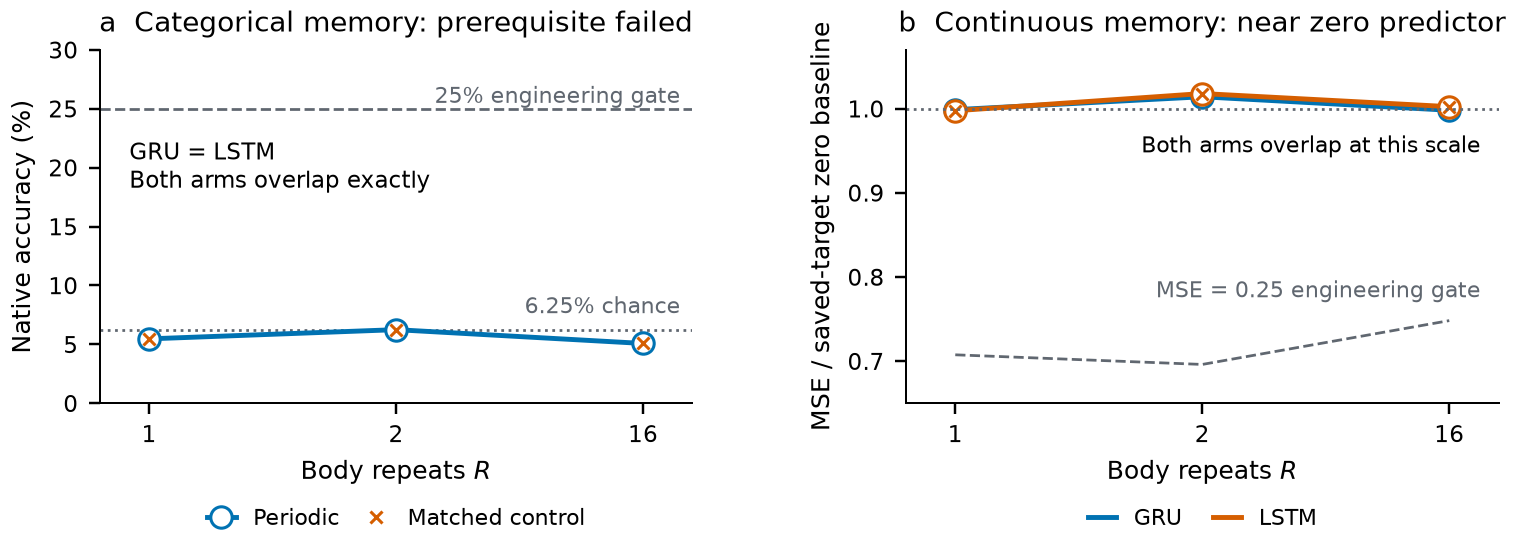 a Categorical memory: prerequisite failed
Native accuracy (%)
30
25
20
15
10
5
0
25% engineering gate
GRU = LSTM
Both arms overlap exactly
6.25% chance
1
2
16
Body repeats R
Periodic
Matched control
b Continuous memory: near zero predictor
MSE / saved-target zero baseline
1.0
0.9
0.8
0.7
Both arms overlap at this scale
MSE = 0.25 engineering gate
1
2
16
Body repeats R
GRU
LSTM